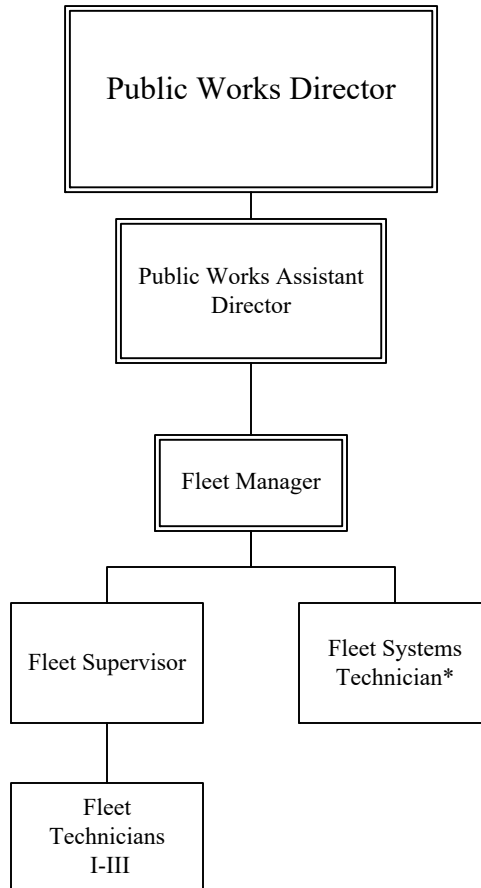 Public Works Director
Public Works Assistant
Director
Fleet Manager
Fleet Supervisor
Fleet Systems
Technician*
Fleet
Technicians
I-III